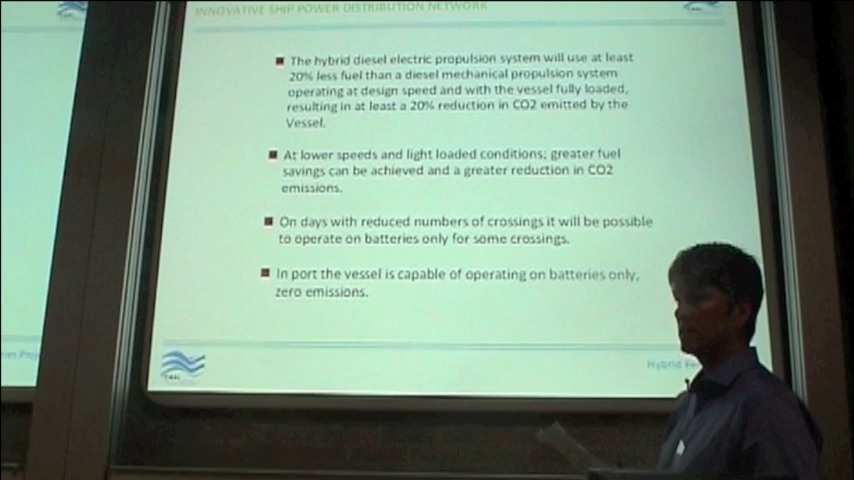 INNOVATIVE SHIP POWER DISTRIBUTION NETWORK
The hybrid diesel electric propulsion system will use at least
20% less fuel than a diesel mechanical propulsion system
operating at design speed and with the vessel fully loaded,
resulting in at least a 20% reduction in CO2 emitted by the
Vessel.
At lower speeds and light loaded conditions; greater fuel
savings can be achieved and a greater reduction in CO2
emissions.
On days with reduced numbers of crossings it will be possible
to operate on batteries only for some crossings.
In port the vessel is capable of operating on batteries only,
zero emissions.
Hybrid